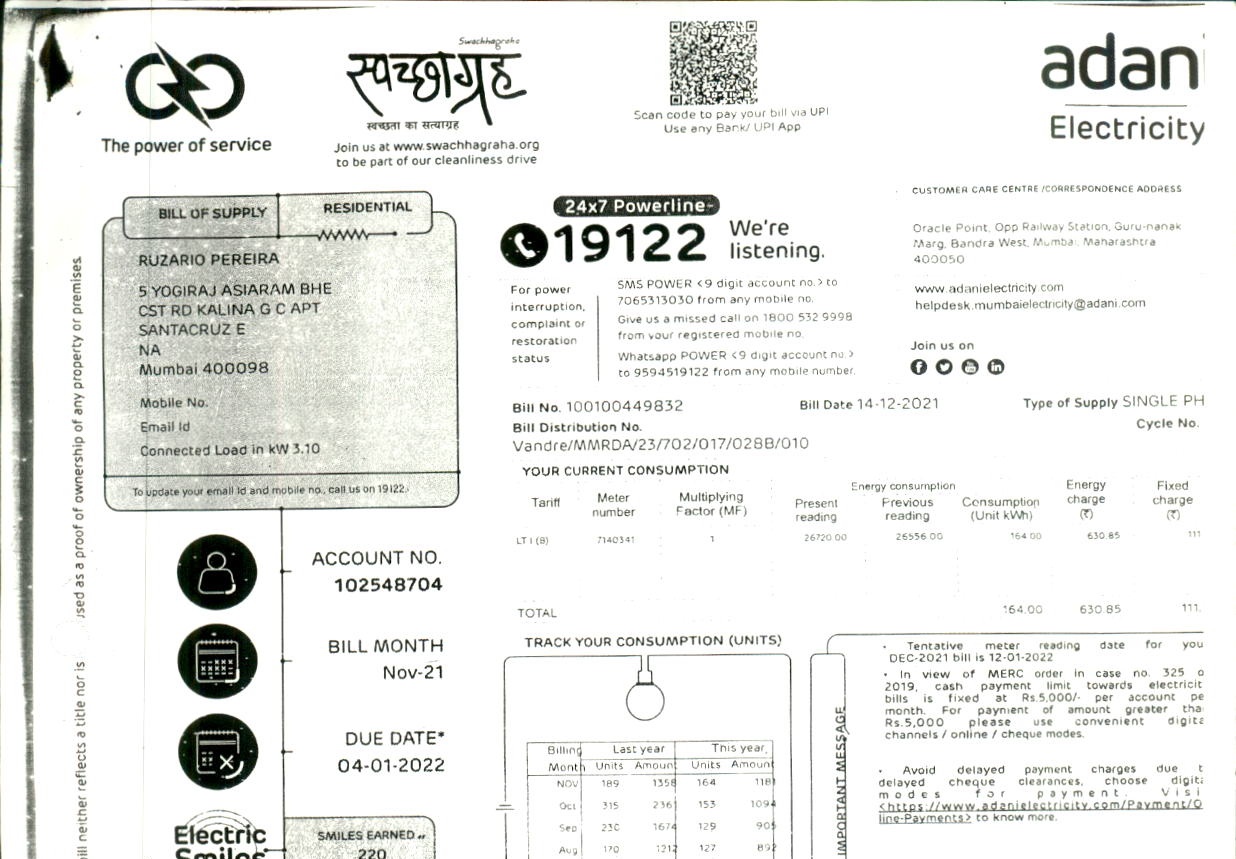 The power of service
Swachhagraha
स्वच्छाग्रह
स्वच्छता का सत्याग्रह
Join us at www.swachhagraha.org
to be part of our cleanliness drive
Scan code to pay your bill via UPI
Use any Bank/ UPI App
adani
Electricity
BILL OF SUPPLY
RESIDENTIAL
RUZARIO PEREIRA
5 YOGIRAJ ASIARAM BHE
CST RD KALINA G C APT
SANTACRUZ E
NA
Mumbai 400098
Mobile No.
Email Id
Connected Load in kW 3.10
To update your email Id and mobile no., call us on 19122.
24x7 Powerline
19122
We're
listening.
For power
interruption,
complaint or
restoration
status
SMS POWER <9 digit account no.> to
7065313030 from any mobile no.
Give us a missed call on 1800 532 9998
from your registered mobile no.
Whatsapp POWER <9 digit account no.>
to 9594519122 from any mobile number.
CUSTOMER CARE CENTRE /CORRESPONDENCE ADDRESS
Oracle Point, Opp Railway Station, Guru-nanak
Marg, Bandra West, Mumbai, Maharashtra
400050
www.adanielectricity.com
helpdesk.mumbaielectricity@adani.com
Join us on
Bill No. 100100449832
Bill Date 14-12-2021
Type of Supply SINGLE PH
Bill Distribution No.
Cycle No.
Vandre/MMRDA/23/702/017/028B/010
YOUR CURRENT CONSUMPTION
Energy consumption
Tariff Meter number Multiplying Factor (MF) Present reading Previous reading Consumption (Unit kWh) Energy charge (₹) Fixed charge (₹)
LT I (B) 7140341 1 26720.00 26556.00 164.00 630.85 111
TOTAL 164.00 630.85 111.
ACCOUNT NO.
102548704
BILL MONTH
Nov-21
DUE DATE*
04-01-2022
Electric
Smiles
SMILES EARNED
220
TRACK YOUR CONSUMPTION (UNITS)
Billing Last year This year
Month Units Amount Units Amount
NOV 189 1358 164 118
Oct 315 236 153 1094
Sep 230 1674 129 905
Aug 170 1212 127 892
IMPORTANT MESSAGE
• Tentative meter reading date for you
DEC-2021 bill is 12-01-2022
• In view of MERC order in case no. 325 o
2019, cash payment limit towards electricit
bills is fixed at Rs.5,000/- per account pe
month. For payment of amount greater tha
Rs.5,000 please use convenient digita
channels / online / cheque modes.
• Avoid delayed payment charges due t
delayed cheque clearances, choose digita
modes for payment. Visi
<https://www.adanielectricity.com/Payment/O
line-Payments> to know more.
ill neither reflects a title nor is
used as a proof of ownership of any property or premises.